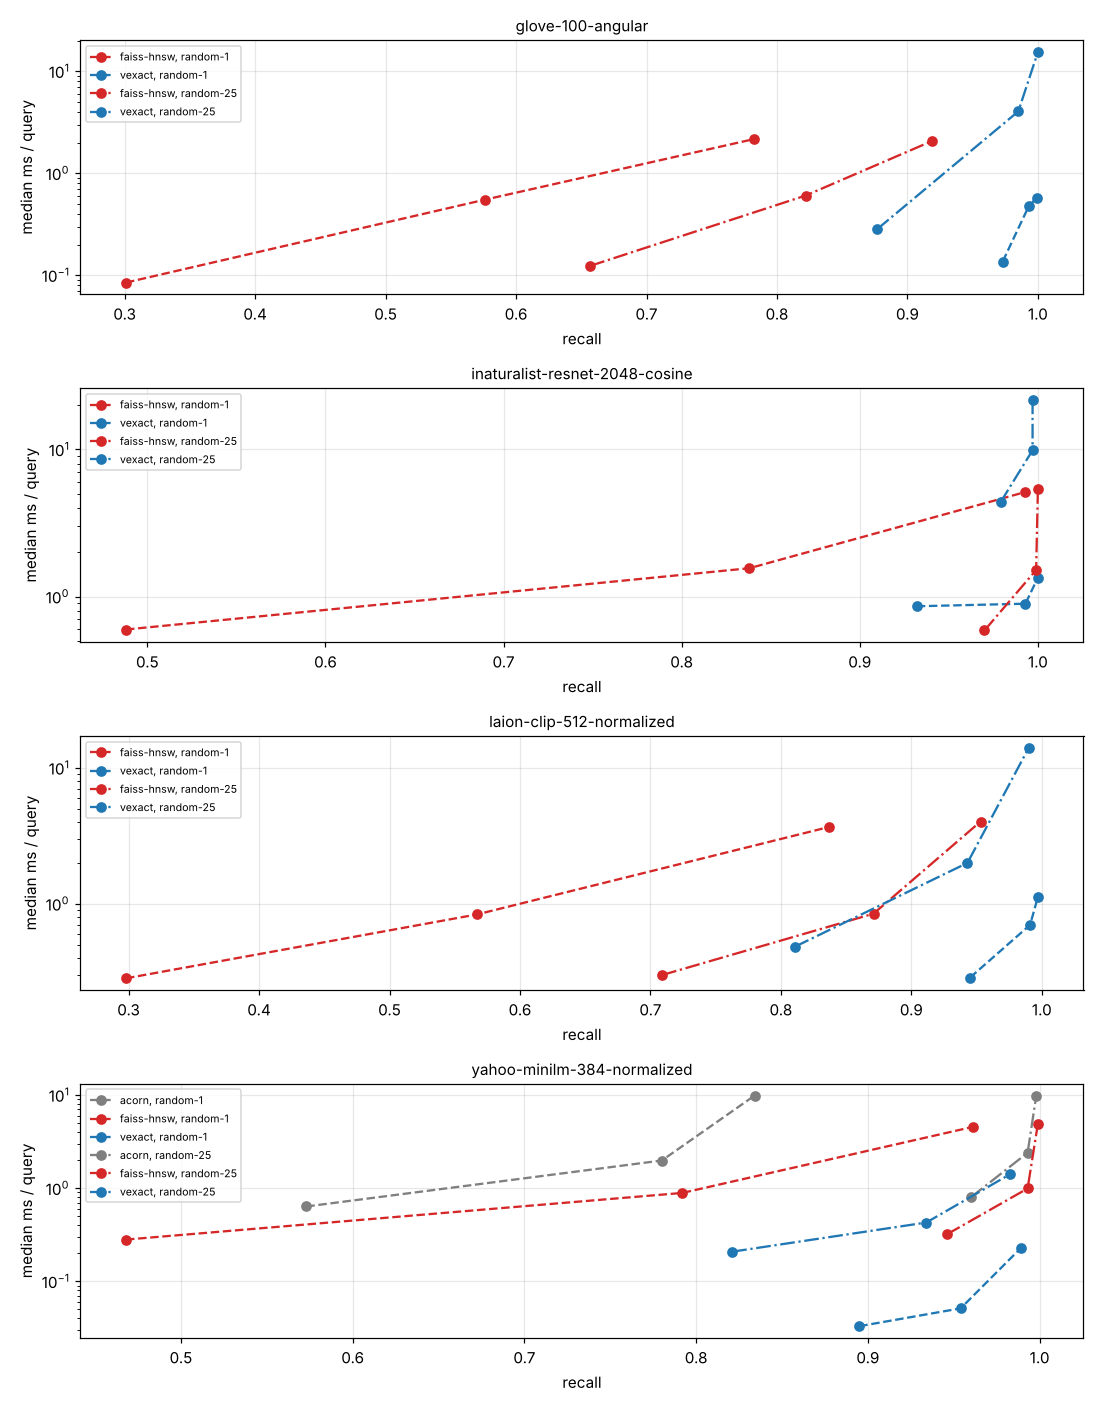 glove-100-angular
faiss-hnsw, random-1
vexact, random-1
faiss-hnsw, random-25
vexact, random-25
median ms / query
10¹
10⁰
10⁻¹
0.3 0.4 0.5 0.6 0.7 0.8 0.9 1.0
recall
inaturalist-resnet-2048-cosine
faiss-hnsw, random-1
vexact, random-1
faiss-hnsw, random-25
vexact, random-25
median ms / query
10¹
10⁰
0.5 0.6 0.7 0.8 0.9 1.0
recall
laion-clip-512-normalized
faiss-hnsw, random-1
vexact, random-1
faiss-hnsw, random-25
vexact, random-25
median ms / query
10¹
10⁰
0.3 0.4 0.5 0.6 0.7 0.8 0.9 1.0
recall
yahoo-minilm-384-normalized
acorn, random-1
faiss-hnsw, random-1
vexact, random-1
acorn, random-25
faiss-hnsw, random-25
vexact, random-25
median ms / query
10¹
10⁰
10⁻¹
0.5 0.6 0.7 0.8 0.9 1.0
recall